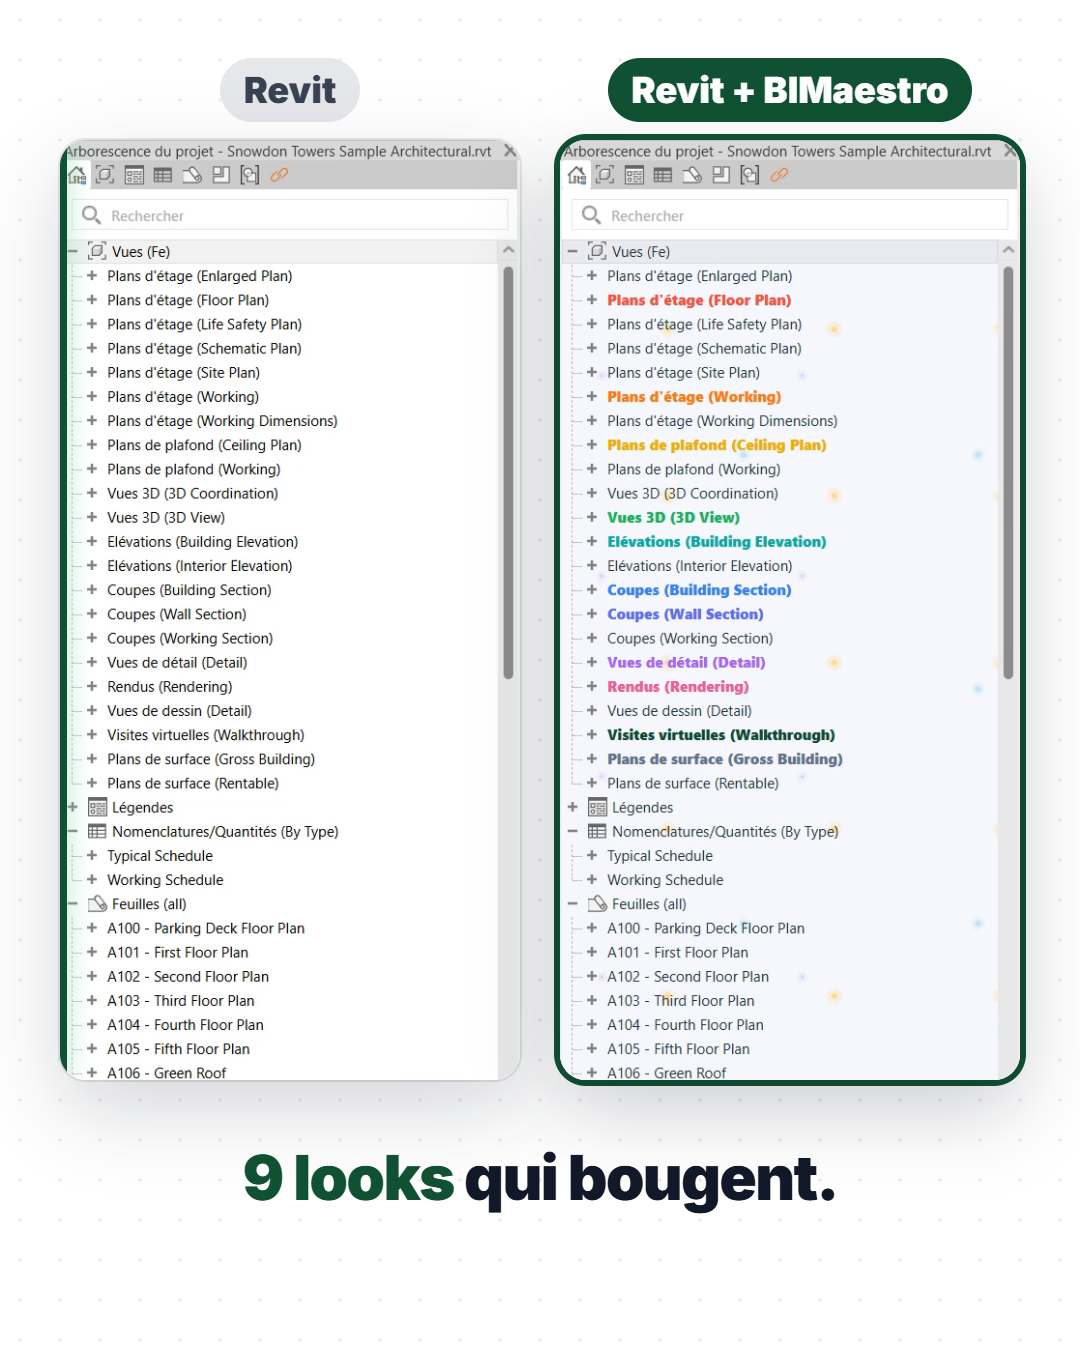 Revit
Arborescence du projet - Snowdon Towers Sample Architectural.rvt
Rechercher
Vues (Fe)
Plans d'étage (Enlarged Plan)
Plans d'étage (Floor Plan)
Plans d'étage (Life Safety Plan)
Plans d'étage (Schematic Plan)
Plans d'étage (Site Plan)
Plans d'étage (Working)
Plans d'étage (Working Dimensions)
Plans de plafond (Ceiling Plan)
Plans de plafond (Working)
Vues 3D (3D Coordination)
Vues 3D (3D View)
Elévations (Building Elevation)
Elévations (Interior Elevation)
Coupes (Building Section)
Coupes (Wall Section)
Coupes (Working Section)
Vues de détail (Detail)
Rendus (Rendering)
Vues de dessin (Detail)
Visites virtuelles (Walkthrough)
Plans de surface (Gross Building)
Plans de surface (Rentable)
Légendes
Nomenclatures/Quantités (By Type)
Typical Schedule
Working Schedule
Feuilles (all)
A100 - Parking Deck Floor Plan
A101 - First Floor Plan
A102 - Second Floor Plan
A103 - Third Floor Plan
A104 - Fourth Floor Plan
A105 - Fifth Floor Plan
A106 - Green Roof
Revit + BIMaestro
Arborescence du projet - Snowdon Towers Sample Architectural.rvt
Rechercher
Vues (Fe)
Plans d'étage (Enlarged Plan)
Plans d'étage (Floor Plan)
Plans d'étage (Life Safety Plan)
Plans d'étage (Schematic Plan)
Plans d'étage (Site Plan)
Plans d'étage (Working)
Plans d'étage (Working Dimensions)
Plans de plafond (Ceiling Plan)
Plans de plafond (Working)
Vues 3D (3D Coordination)
Vues 3D (3D View)
Elévations (Building Elevation)
Elévations (Interior Elevation)
Coupes (Building Section)
Coupes (Wall Section)
Coupes (Working Section)
Vues de détail (Detail)
Rendus (Rendering)
Vues de dessin (Detail)
Visites virtuelles (Walkthrough)
Plans de surface (Gross Building)
Plans de surface (Rentable)
Légendes
Nomenclatures/Quantités (By Type)
Typical Schedule
Working Schedule
Feuilles (all)
A100 - Parking Deck Floor Plan
A101 - First Floor Plan
A102 - Second Floor Plan
A103 - Third Floor Plan
A104 - Fourth Floor Plan
A105 - Fifth Floor Plan
A106 - Green Roof
9 looks qui bougent.